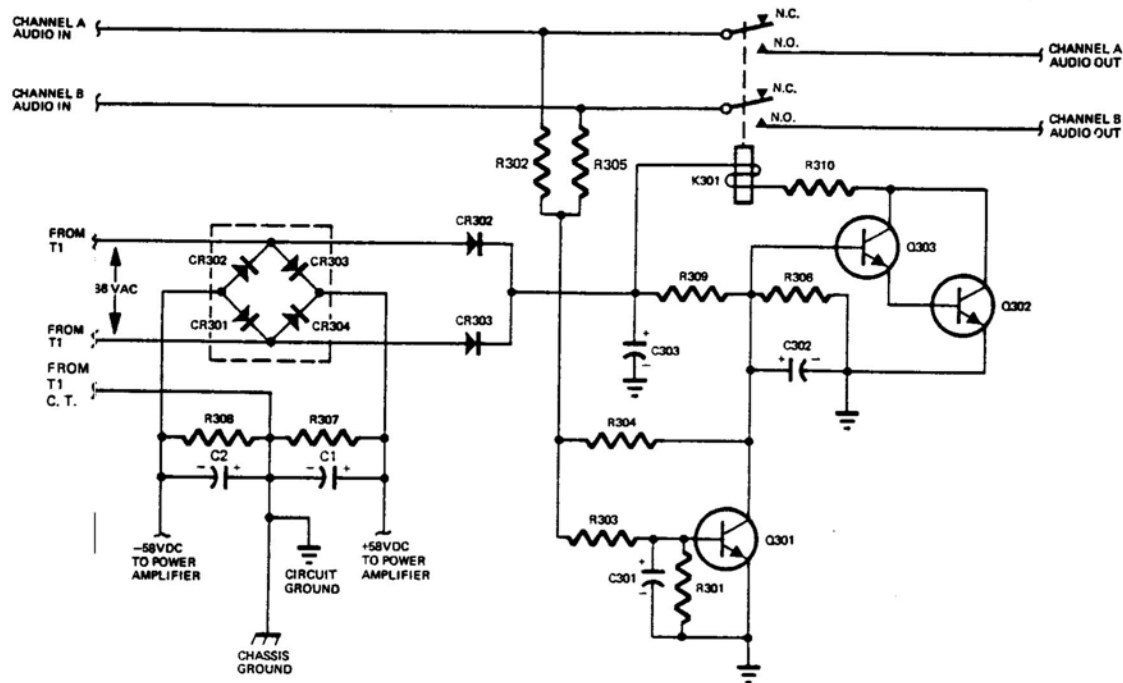 CHANNEL A
AUDIO IN
N.C.
N.O.
CHANNEL A
AUDIO OUT
CHANNEL B
AUDIO IN
N.C.
N.O.
CHANNEL B
AUDIO OUT
R302
R305
K301
R310
FROM
T1
CR302
CR303
CR302
Q303
VAC
R309
R306
CR301
CR304
CR303
Q302
FROM
T1
C303
C302
FROM
T1
C. T.
R308
R307
R304
C2
C1
R303
Q301
C301
R301
−58VDC
TO POWER
AMPLIFIER
CIRCUIT
GROUND
+58VDC
TO POWER
AMPLIFIER
CHASSIS
GROUND
+
−
+
−
+
−
+
−
+
−